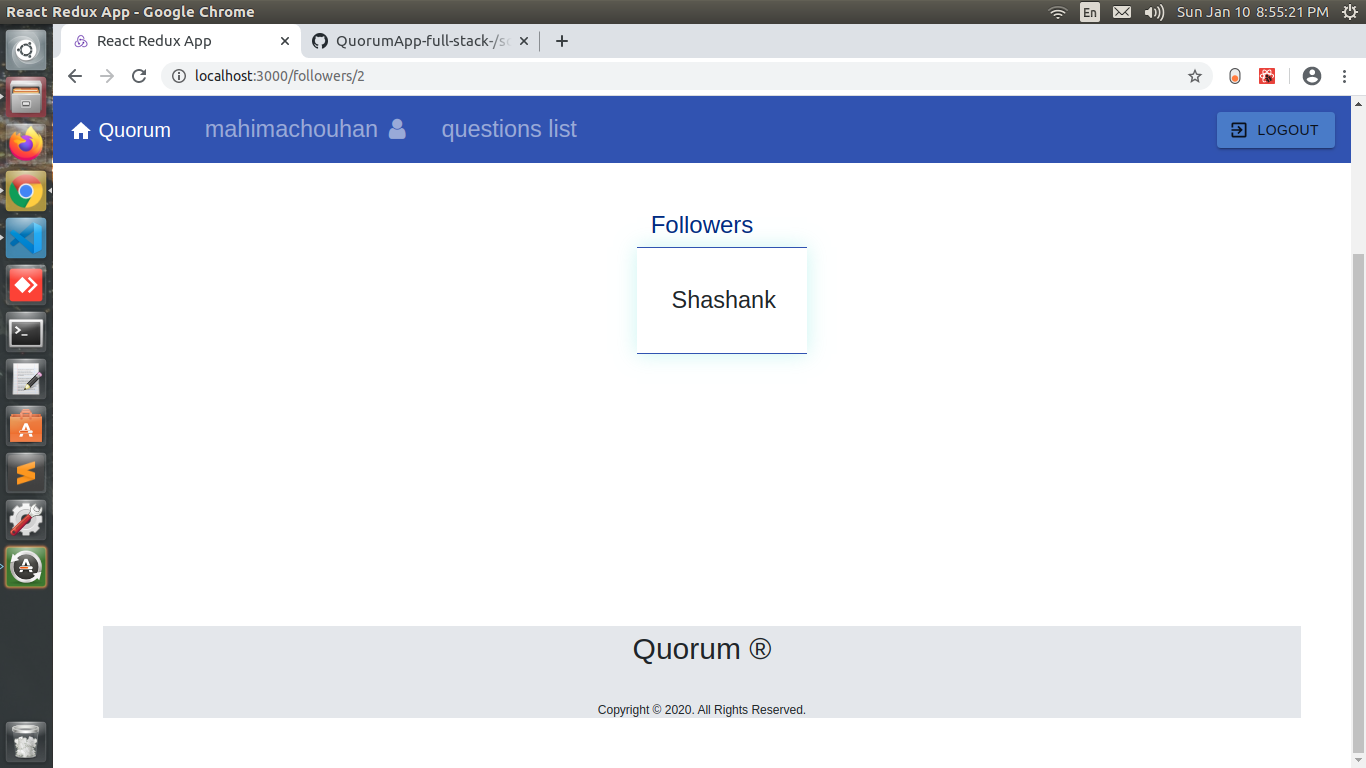 React Redux App - Google Chrome
En
Sun Jan 10 8:55:21 PM
React Redux App
QuorumApp-full-stack-/s
localhost:3000/followers/2
Quorum
mahimachouhan
questions list
LOGOUT
Followers
Shashank
Quorum ®
Copyright © 2020. All Rights Reserved.